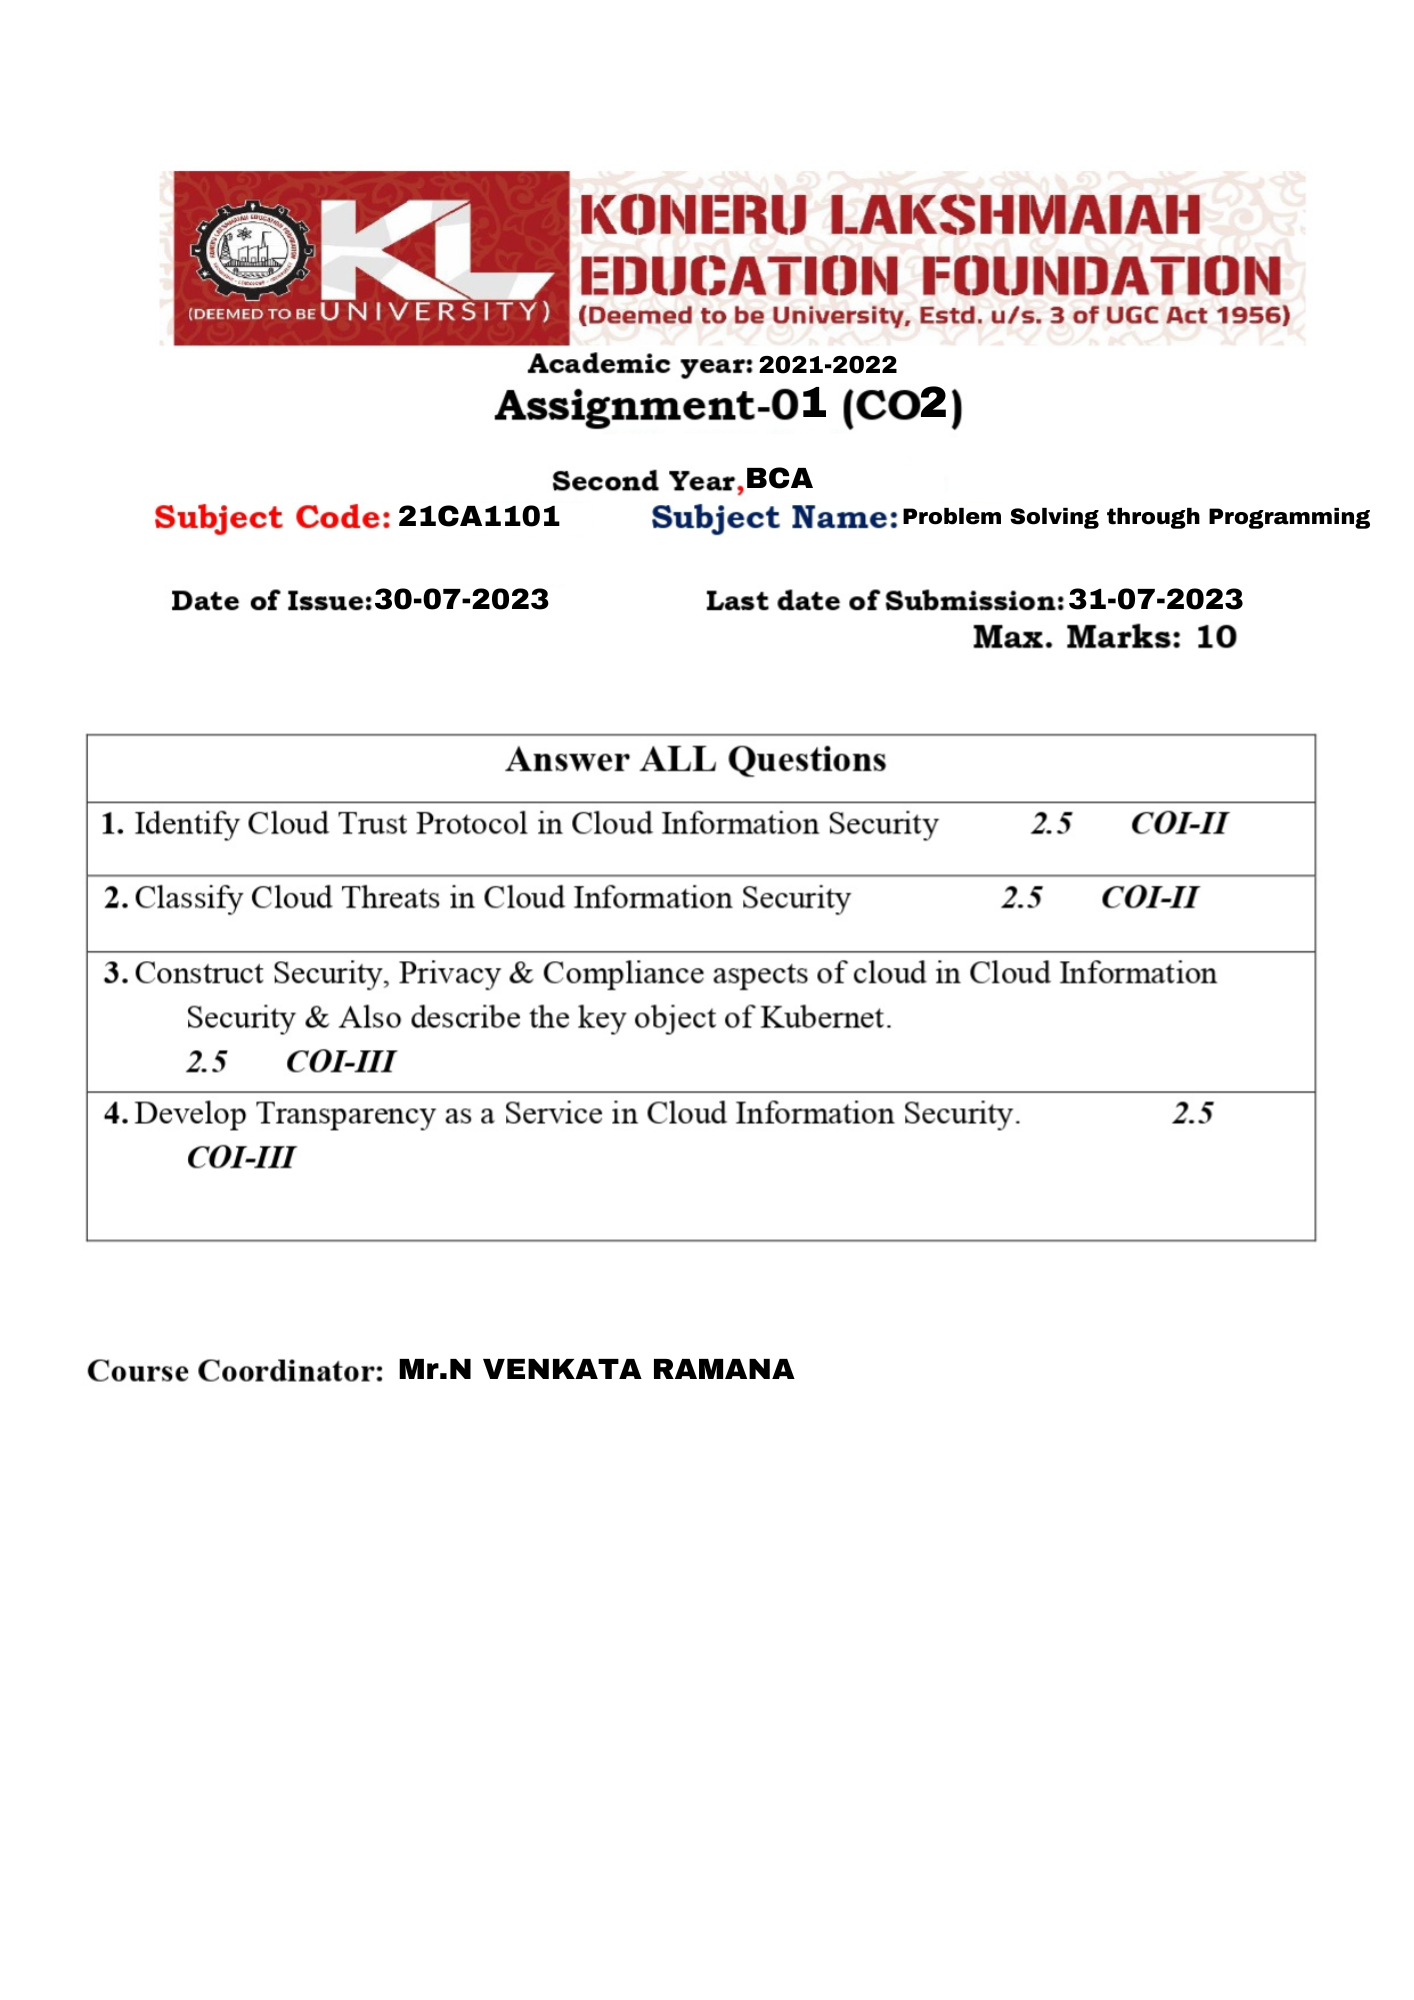 KL
(DEEMED TO BE UNIVERSITY)
KONERU LAKSHMAIAH
EDUCATION FOUNDATION
(Deemed to be University, Estd. u/s. 3 of UGC Act 1956)
Academic year: 2021-2022
Assignment-01 (CO2)
Second Year,BCA
Subject Code: 21CA1101 Subject Name: Problem Solving through Programming
Date of Issue:30-07-2023 Last date of Submission:31-07-2023
Max. Marks: 10
Answer ALL Questions
1. Identify Cloud Trust Protocol in Cloud Information Security 2.5 COI-II
2. Classify Cloud Threats in Cloud Information Security 2.5 COI-II
3. Construct Security, Privacy & Compliance aspects of cloud in Cloud Information
Security & Also describe the key object of Kubernet.
2.5 COI-III
4. Develop Transparency as a Service in Cloud Information Security. 2.5
COI-III
Course Coordinator: Mr.N VENKATA RAMANA